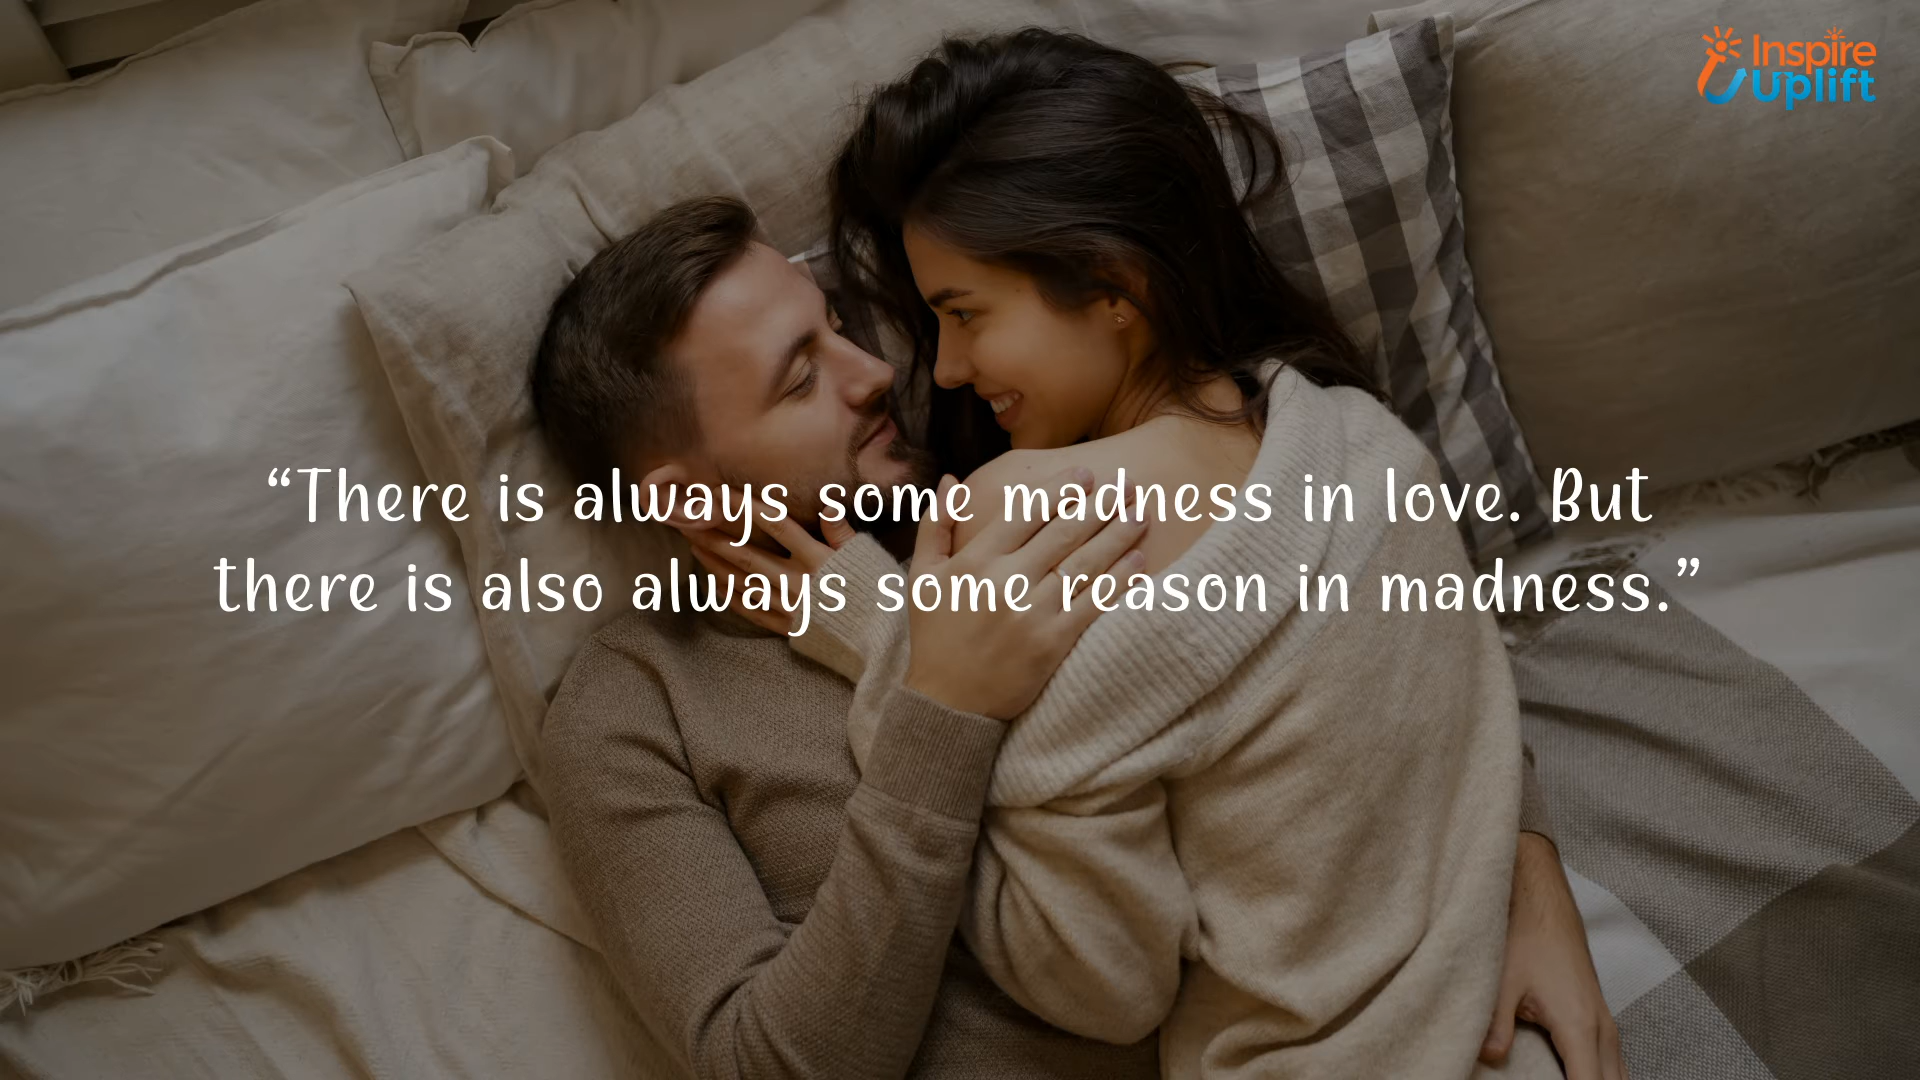 Inspire
Uplift
“There is always some madness in love. But
there is also always some reason in madness.”